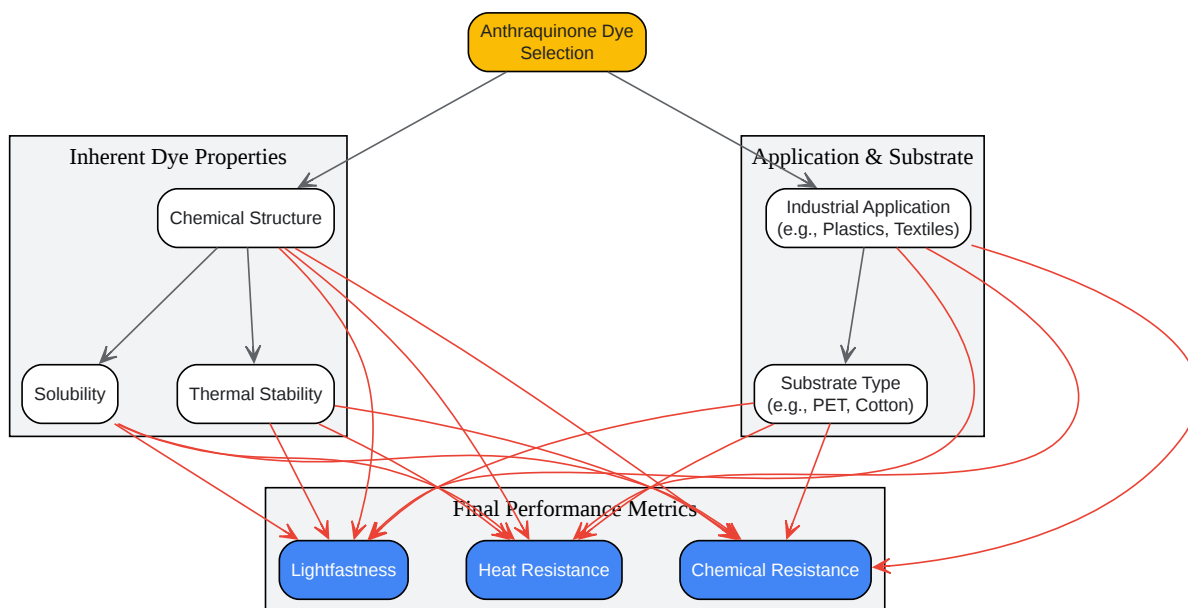 Anthraquinone Dye
Selection
Inherent Dye Properties
Application & Substrate
Chemical Structure
Industrial Application
(e.g., Plastics, Textiles)
Solubility
Thermal Stability
Substrate Type
(e.g., PET, Cotton)
Final Performance Metrics
Lightfastness
Heat Resistance
Chemical Resistance